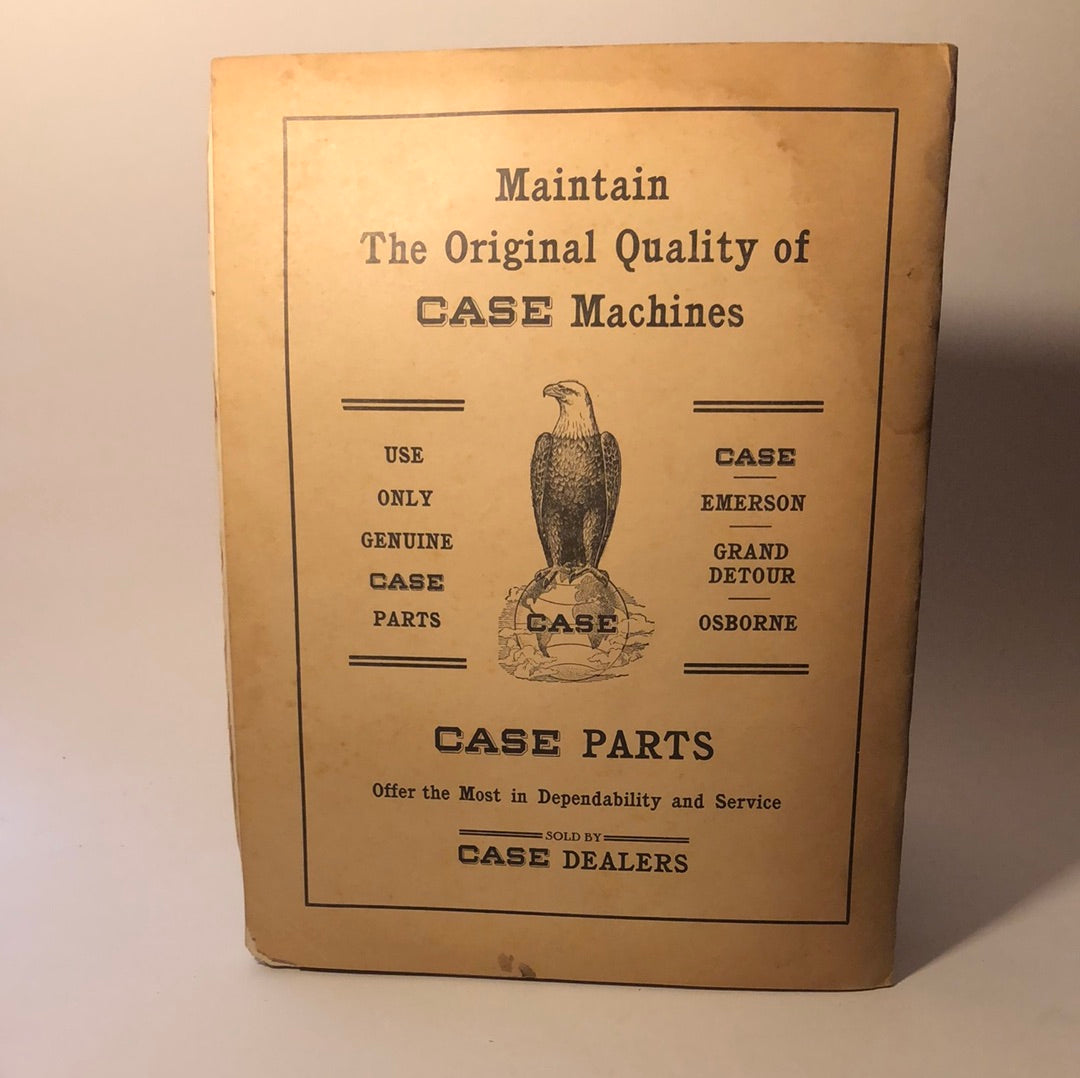 Maintain
The Original Quality of
CASE Machines
USE
ONLY
GENUINE
CASE
PARTS
CASE
CASE
EMERSON
GRAND
DETOUR
OSBORNE
CASE PARTS
Offer the Most in Dependability and Service
SOLD BY
CASE DEALERS